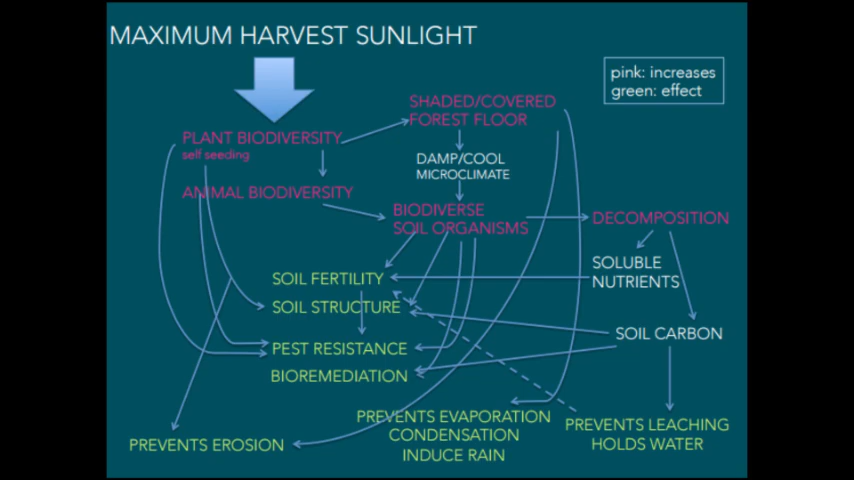 MAXIMUM HARVEST SUNLIGHT
pink: increases
green: effect
SHADED/COVERED
FOREST FLOOR
PLANT BIODIVERSITY
self seeding
DAMP/COOL
MICROCLIMATE
ANIMAL BIODIVERSITY
BIODIVERSE
SOIL ORGANISMS
DECOMPOSITION
SOLUBLE
NUTRIENTS
SOIL FERTILITY
SOIL STRUCTURE
SOIL CARBON
PEST RESISTANCE
BIOREMEDIATION
PREVENTS EVAPORATION
CONDENSATION
INDUCE RAIN
PREVENTS LEACHING
HOLDS WATER
PREVENTS EROSION